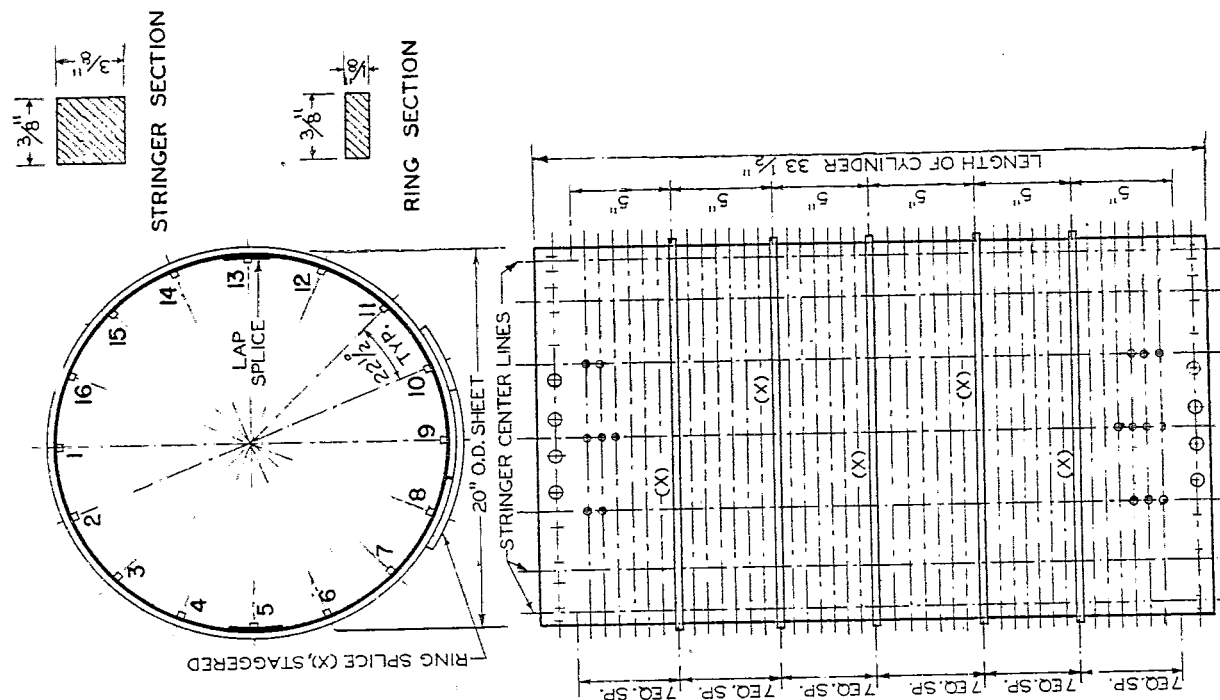 3/8"
3/8"
STRINGER SECTION
3/8"
1/8"
RING SECTION
1
2
3
4
5
6
7
8
9
10
11
12
13
14
15
16
LAP
SPLICE
22 1/2°
TYP.
20" O.D. SHEET
RING SPLICE (X), STAGGERED
STRINGER CENTER LINES
LENGTH OF CYLINDER 33 1/2"
5"
5"
5"
5"
5"
5"
(X)
(X)
(X)
(X)
(X)
7 EQ. SP.
7 EQ. SP.
7 EQ. SP.
7 EQ. SP.
7 EQ. SP.
7 EQ. SP.